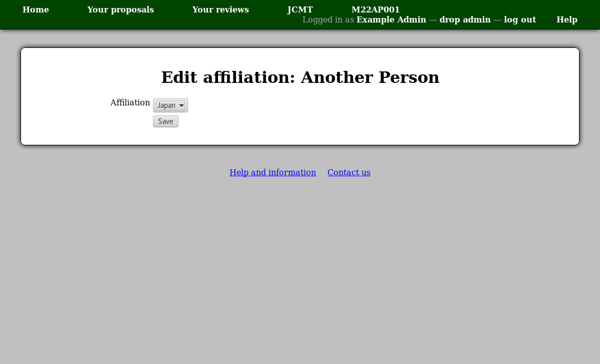 Home Your proposals Your reviews JCMT M22AP001
Logged in as Example Admin — drop admin — log out Help
Edit affiliation: Another Person
Affiliation Japan
Save
Help and information Contact us